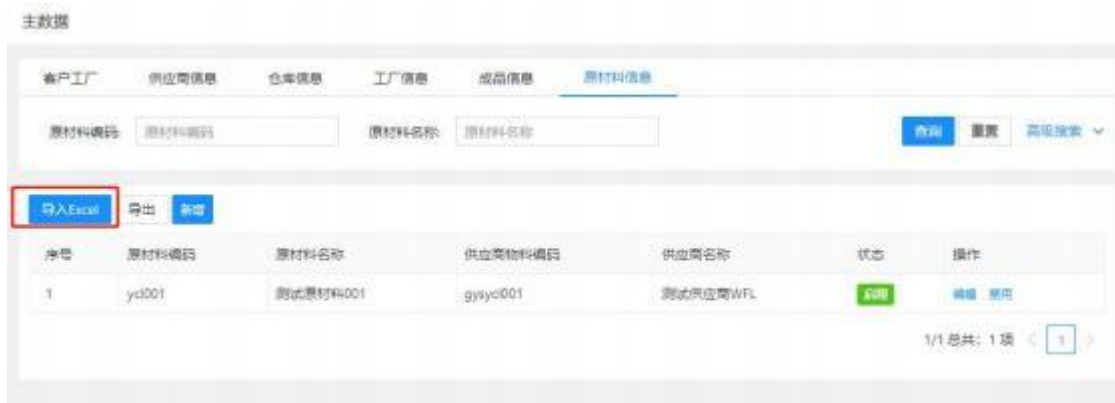 主数据
客户工厂 供应商信息 仓库信息 工厂信息 成品信息 原材料信息
原材料编码: 原材料编码 原材料名称: 原材料名称 查询 重置 高级搜索
导入Excel 导出 新增
序号 原材料编码 原材料名称 供应商物料编码 供应商名称 状态 操作
1 ycl001 测试原材料001 gysycl001 测试供应商WFL 启用 编辑 禁用
1/1 总共: 1 项 1